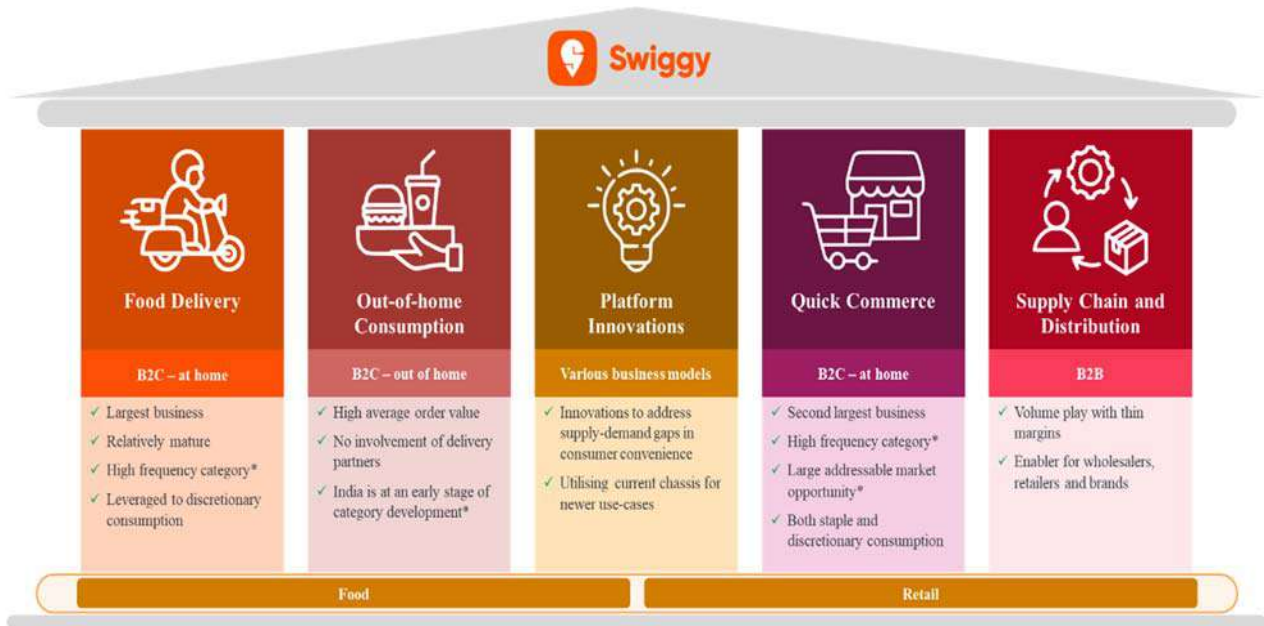 Swiggy
Food Delivery
B2C – at home
✓ Largest business
✓ Relatively mature
✓ High frequency category*
✓ Leveraged to discretionary
consumption
Out-of-home
Consumption
B2C – out of home
✓ High average order value
✓ No involvement of delivery
partners
✓ India is at an early stage of
category development*
Platform
Innovations
Various business models
✓ Innovations to address
supply-demand gaps in
consumer convenience
✓ Utilising current chassis for
newer use-cases
Quick Commerce
B2C – at home
✓ Second largest business
✓ High frequency category*
✓ Large addressable market
opportunity*
✓ Both staple and
discretionary consumption
Supply Chain and
Distribution
B2B
✓ Volume play with thin
margins
✓ Enabler for wholesalers,
retailers and brands
Food
Retail